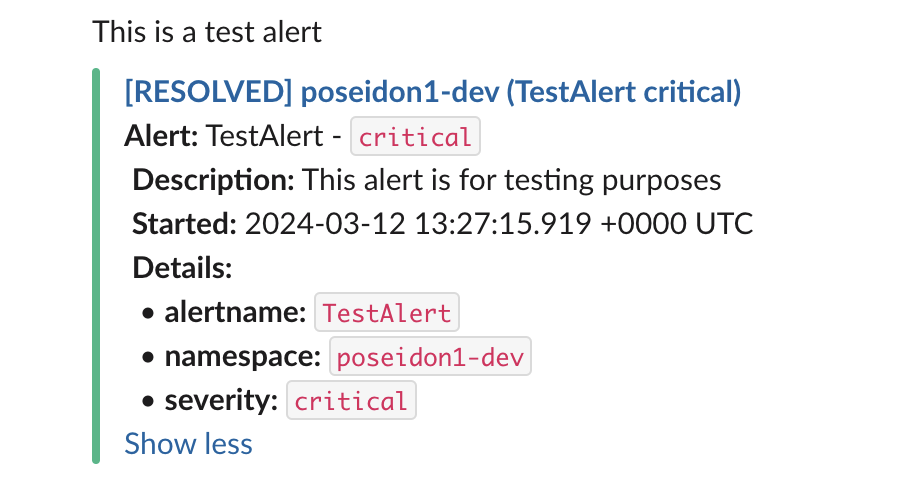 This is a test alert
[RESOLVED] poseidon1-dev (TestAlert critical)
Alert: TestAlert - critical
Description: This alert is for testing purposes
Started: 2024-03-12 13:27:15.919 +0000 UTC
Details:
• alertname: TestAlert
• namespace: poseidon1-dev
• severity: critical
Show less